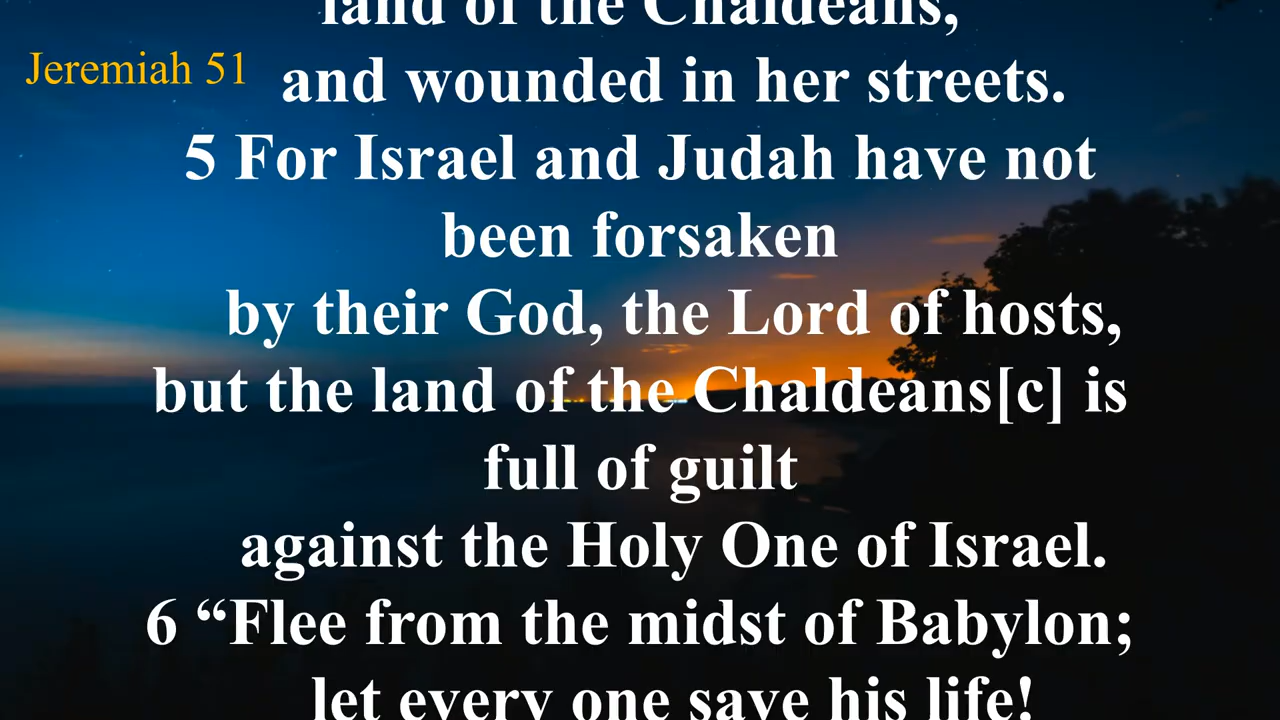 land of the Chaldeans,
Jeremiah 51
and wounded in her streets.
5 For Israel and Judah have not
been forsaken
by their God, the Lord of hosts,
but the land of the Chaldeans[c] is
full of guilt
against the Holy One of Israel.
6 “Flee from the midst of Babylon;
let every one save his life!